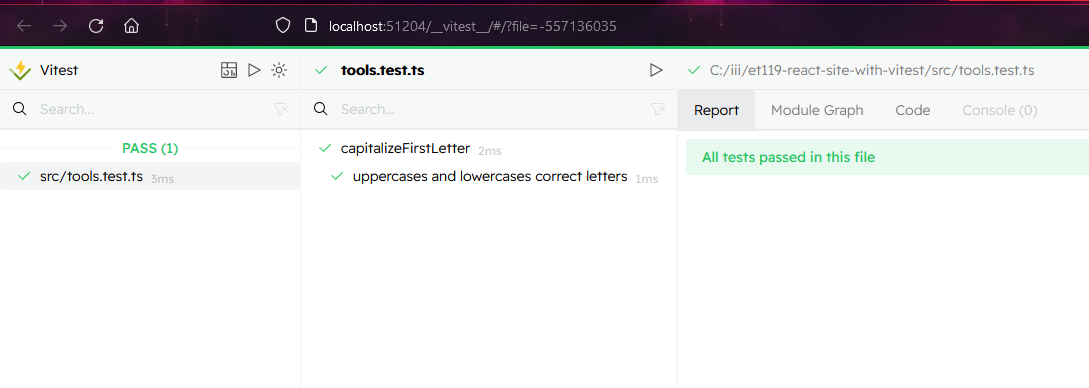 localhost:51204/__vitest__/#/?file=-557136035
Vitest
tools.test.ts
C:/iii/et119-react-site-with-vitest/src/tools.test.ts
Search...
Search...
Report
Module Graph
Code
Console (0)
PASS (1)
src/tools.test.ts 3ms
capitalizeFirstLetter 2ms
uppercases and lowercases correct letters 1ms
All tests passed in this file